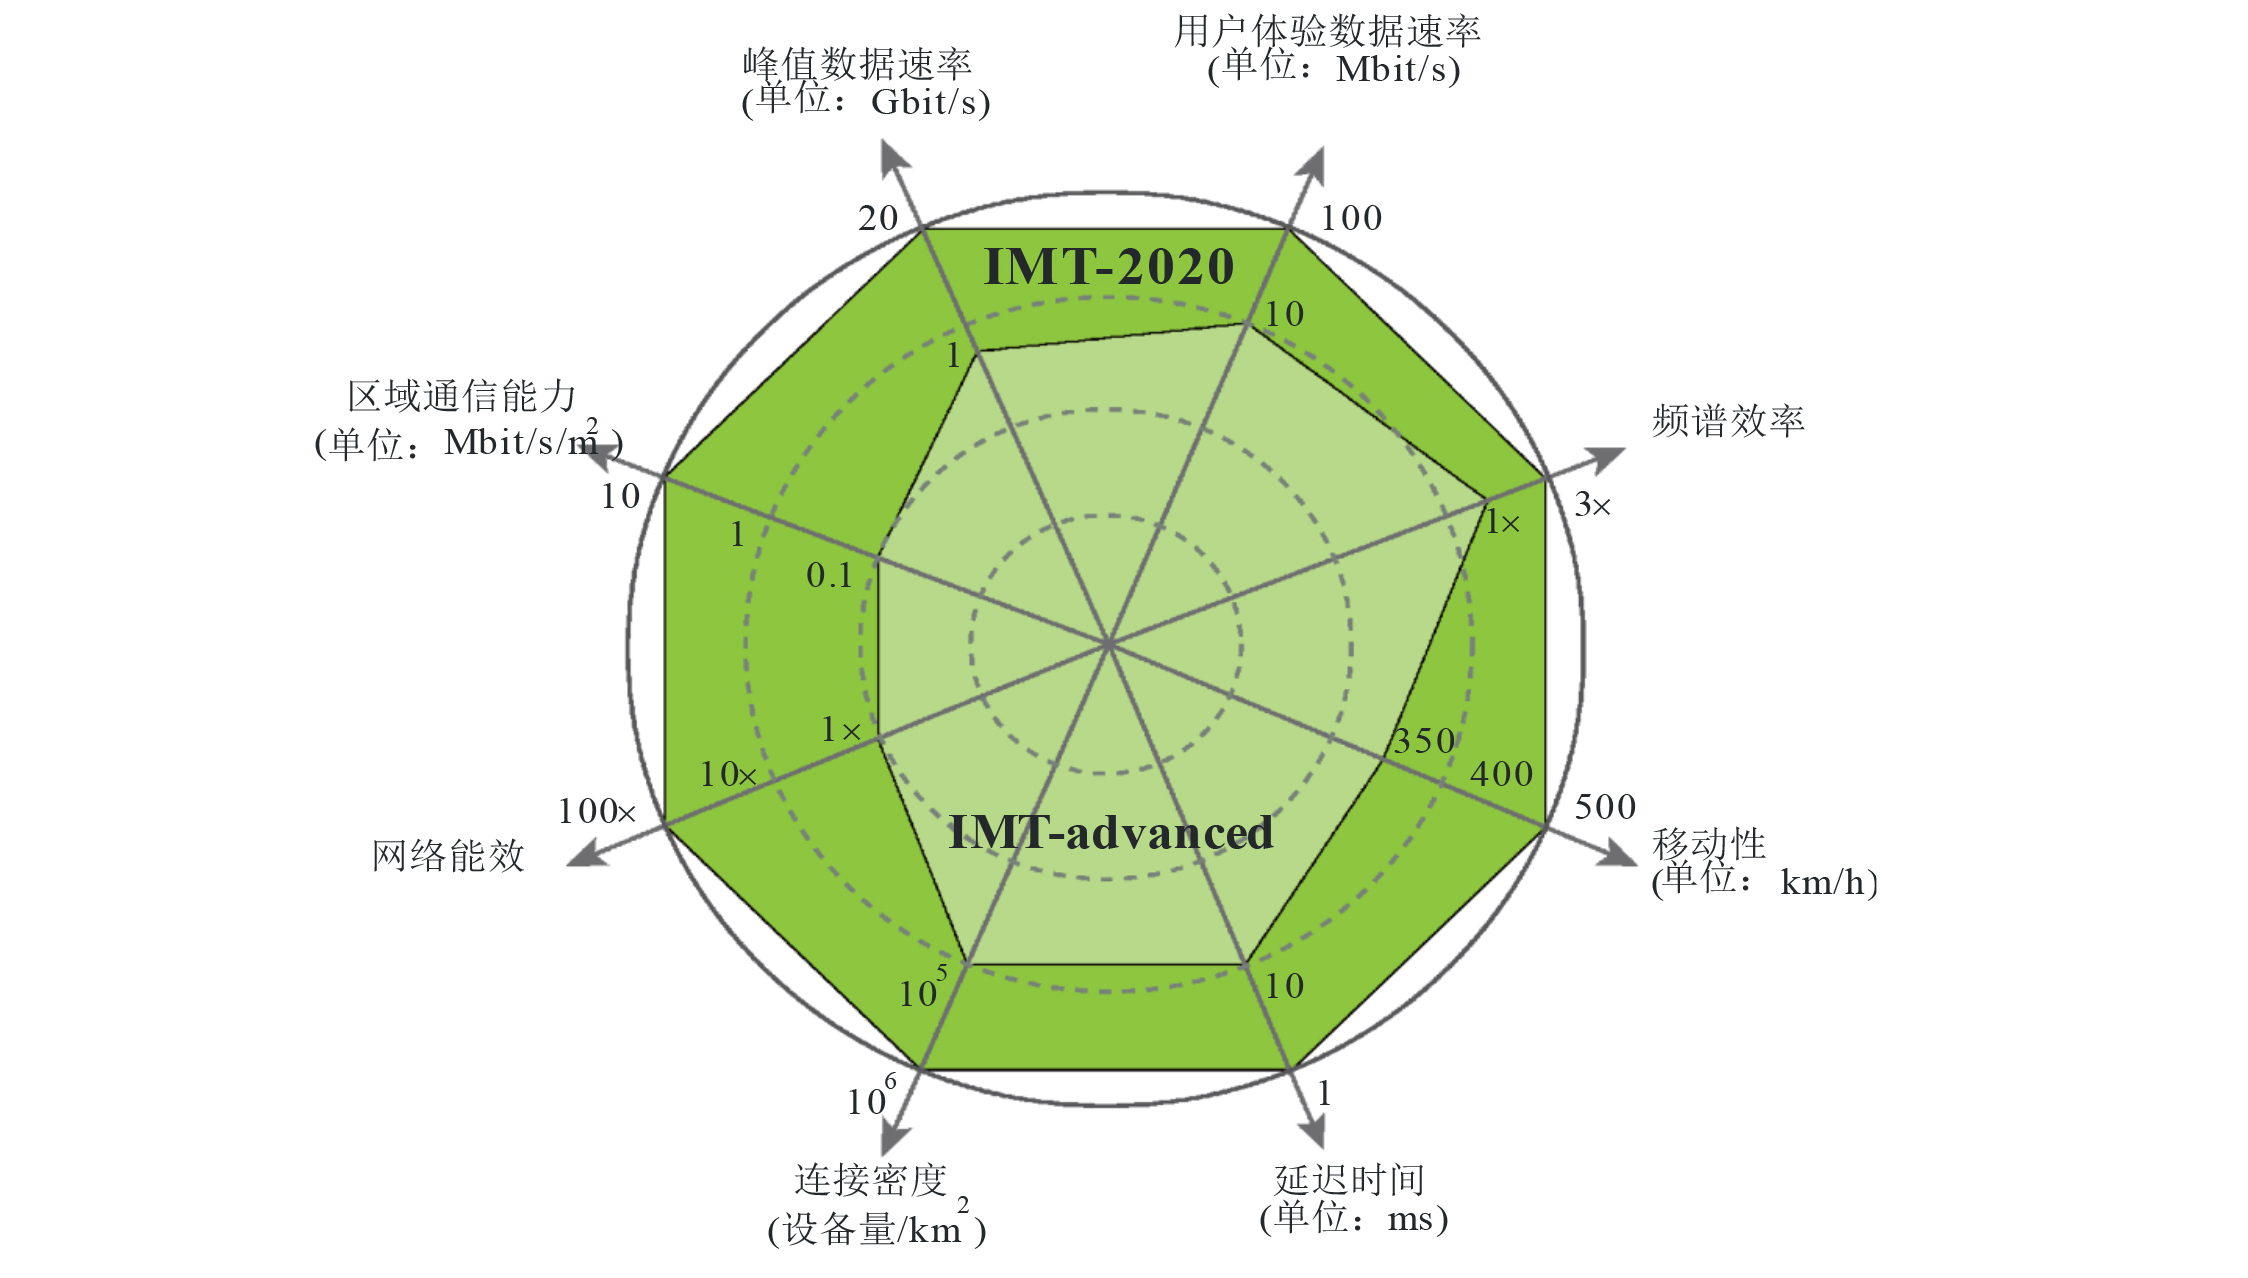 用户体验数据速率
(单位：Mbit/s)
峰值数据速率
(单位：Gbit/s)
20
100
IMT-2020
10
1
区域通信能力
(单位：Mbit/s/m²)
频谱效率
10
3×
1×
1
0.1
1×
350
10×
400
100×
500
网络能效
移动性
(单位：km/h)
IMT-advanced
10⁵
10
10⁶
1
连接密度
(设备量/km²)
延迟时间
(单位：ms)